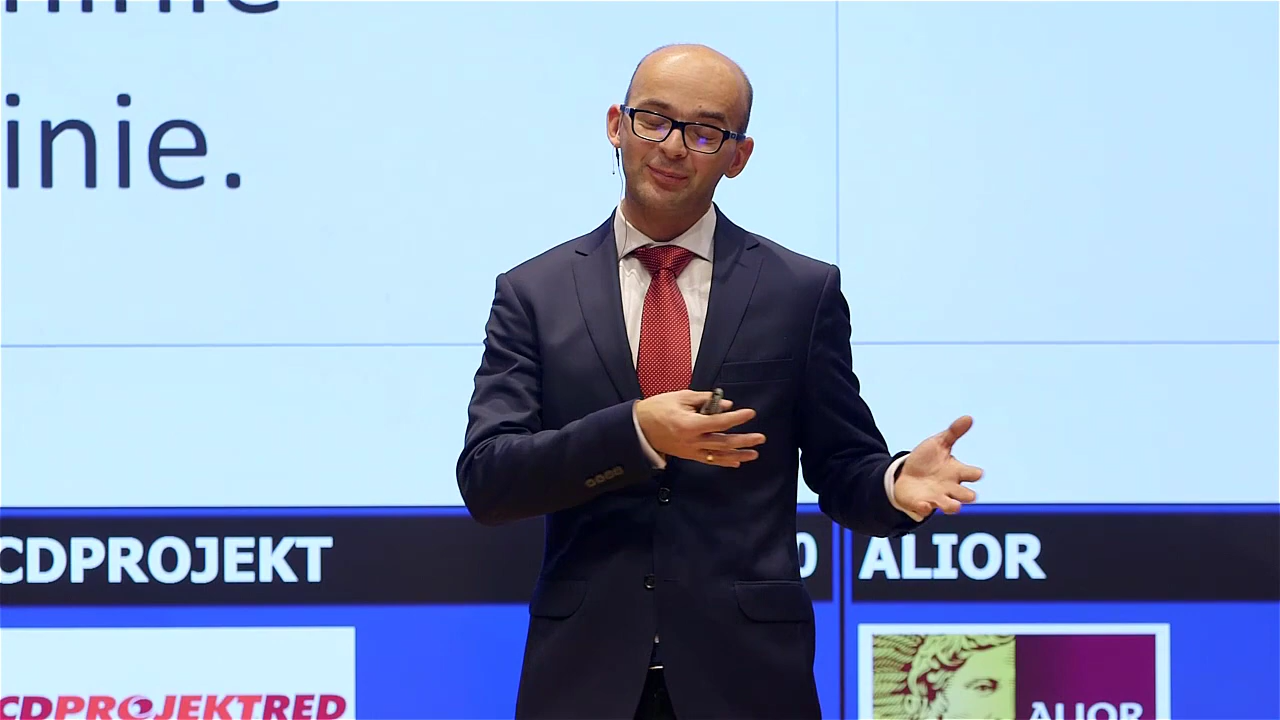 inie.
CDPROJEKT
0
ALIOR
CDPROJEKTRED
ALIOR